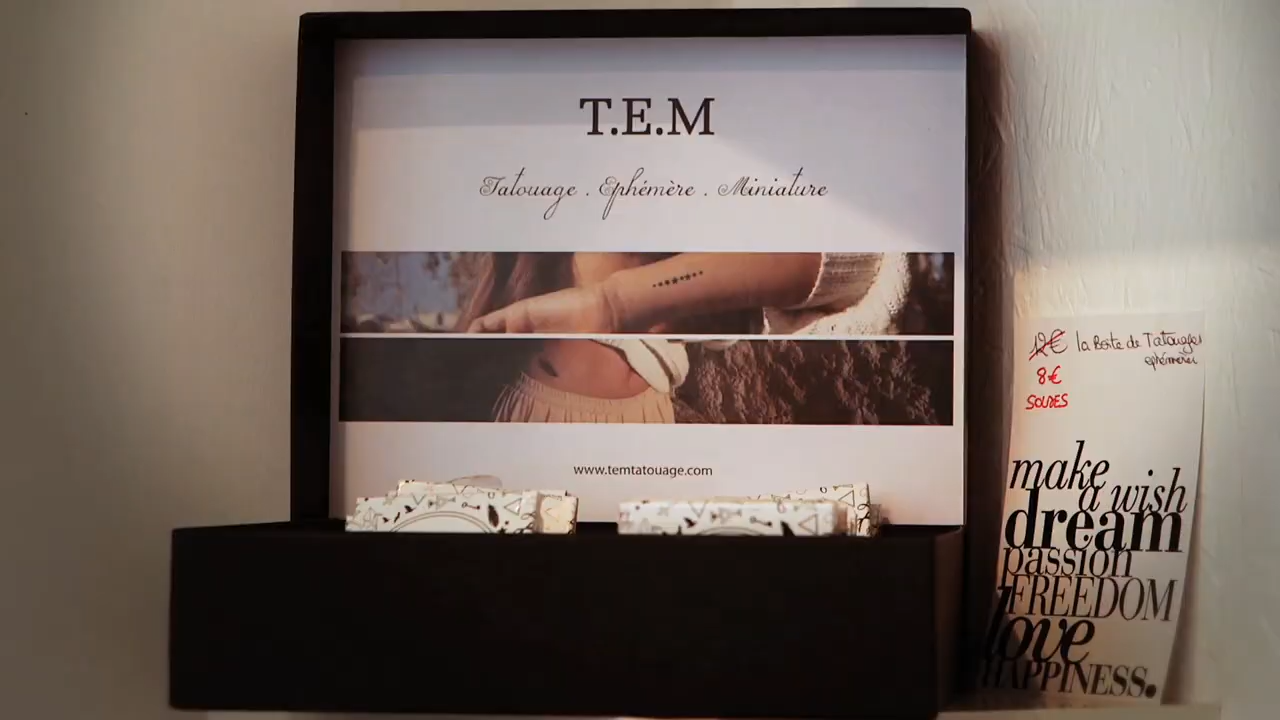 T.E.M
Tatouage . Ephémère . Miniature
www.temtatouage.com
12€ la Boite de Tatouages
éphémères
8€
SOLDES
make
a wish
dream
passion
FREEDOM
love
HAPPINESS.